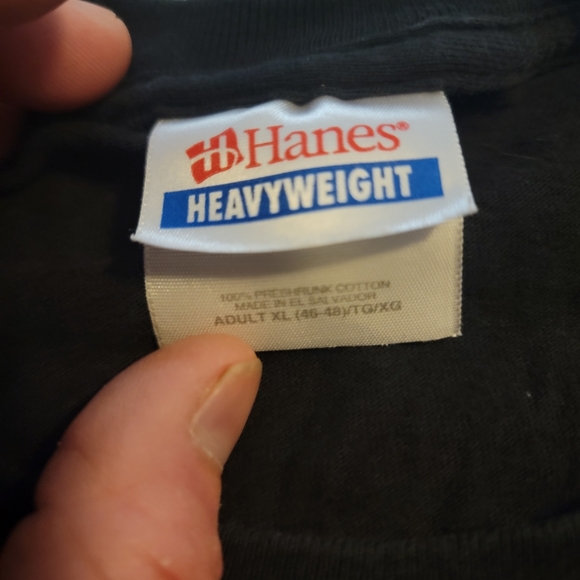 Hanes®
HEAVYWEIGHT
100% PRESHRUNK COTTON
MADE IN EL SALVADOR
ADULT XL (46-48)/TG/XG